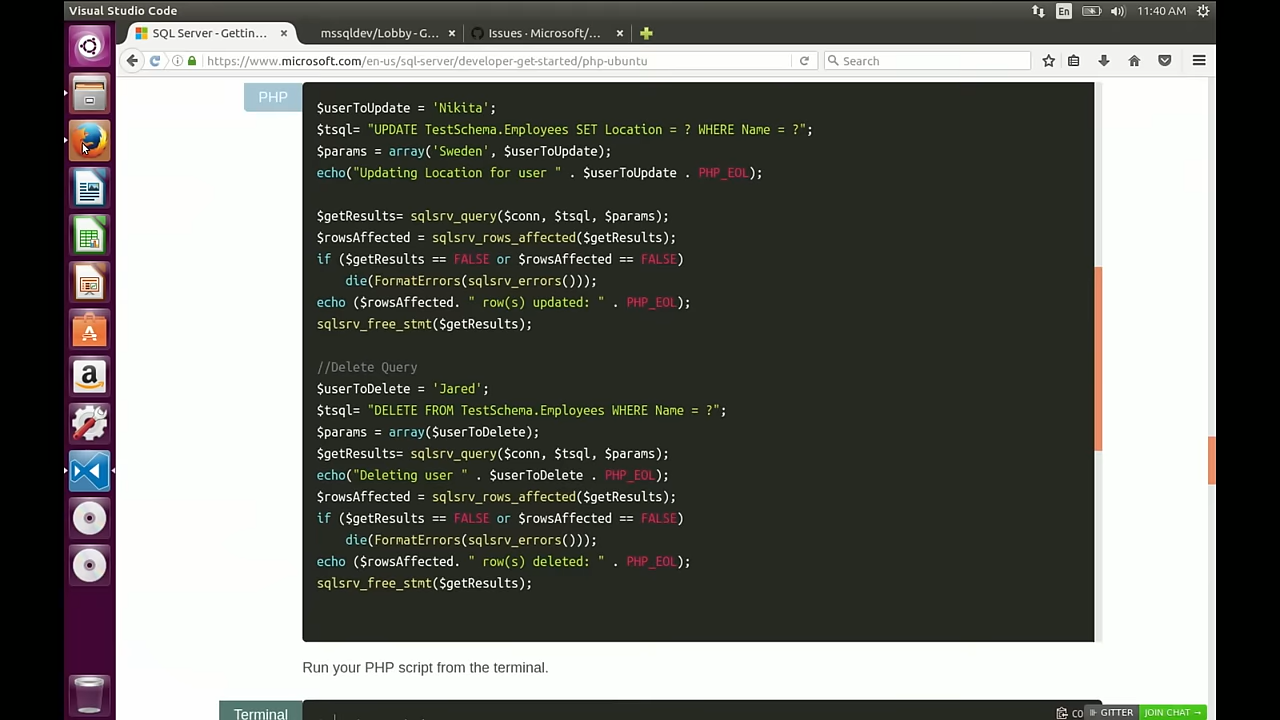 Visual Studio Code
En
11:40 AM
SQL Server - Gettin...
mssqldev/Lobby - G...
Issues · Microsoft/...
https://www.microsoft.com/en-us/sql-server/developer-get-started/php-ubuntu
Search
PHP
$userToUpdate = 'Nikita';
$tsql= "UPDATE TestSchema.Employees SET Location = ? WHERE Name = ?";
$params = array('Sweden', $userToUpdate);
echo("Updating Location for user " . $userToUpdate . PHP_EOL);
$getResults= sqlsrv_query($conn, $tsql, $params);
$rowsAffected = sqlsrv_rows_affected($getResults);
if ($getResults == FALSE or $rowsAffected == FALSE)
die(FormatErrors(sqlsrv_errors()));
echo ($rowsAffected. " row(s) updated: " . PHP_EOL);
sqlsrv_free_stmt($getResults);
//Delete Query
$userToDelete = 'Jared';
$tsql= "DELETE FROM TestSchema.Employees WHERE Name = ?";
$params = array($userToDelete);
$getResults= sqlsrv_query($conn, $tsql, $params);
echo("Deleting user " . $userToDelete . PHP_EOL);
$rowsAffected = sqlsrv_rows_affected($getResults);
if ($getResults == FALSE or $rowsAffected == FALSE)
die(FormatErrors(sqlsrv_errors()));
echo ($rowsAffected. " row(s) deleted: " . PHP_EOL);
sqlsrv_free_stmt($getResults);
Run your PHP script from the terminal.
Terminal
CO
GITTER
JOIN CHAT →